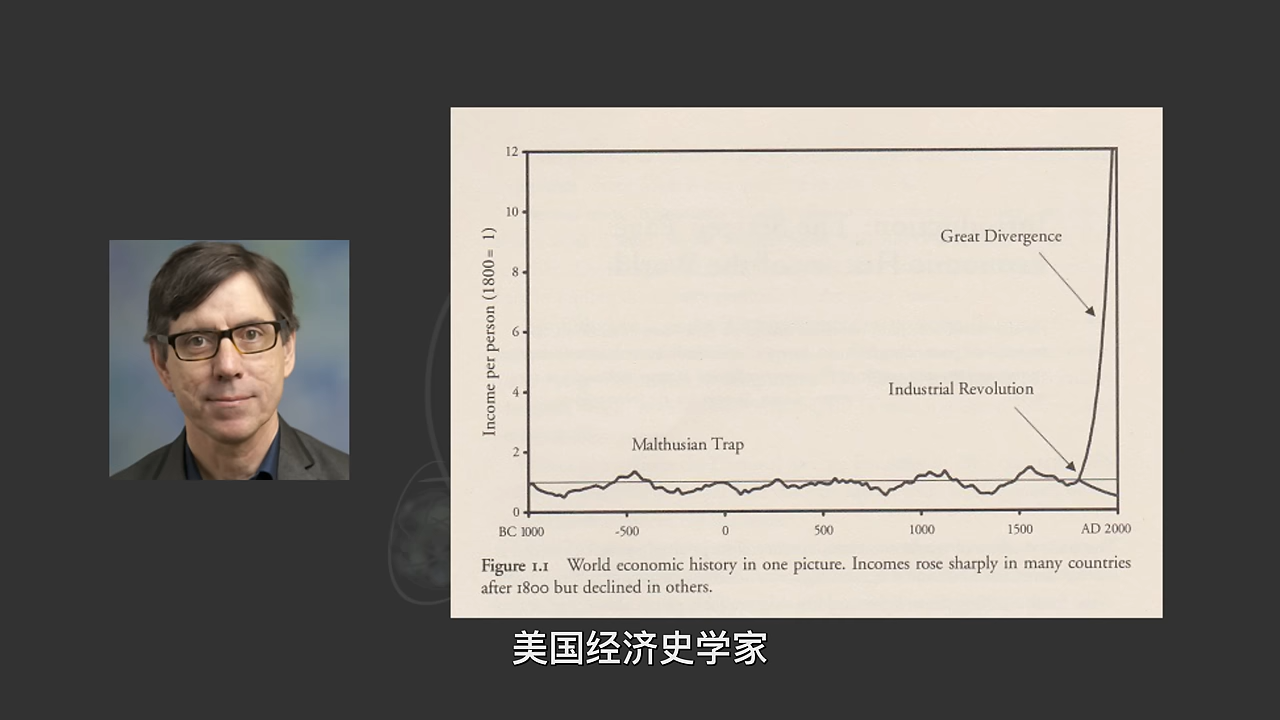 12
10
8
6
4
2
0
Income per person (1800= 1)
Great Divergence
Industrial Revolution
Malthusian Trap
BC 1000
-500
0
500
1000
1500
AD 2000
Figure 1.1 World economic history in one picture. Incomes rose sharply in many countries
after 1800 but declined in others.
美国经济史学家